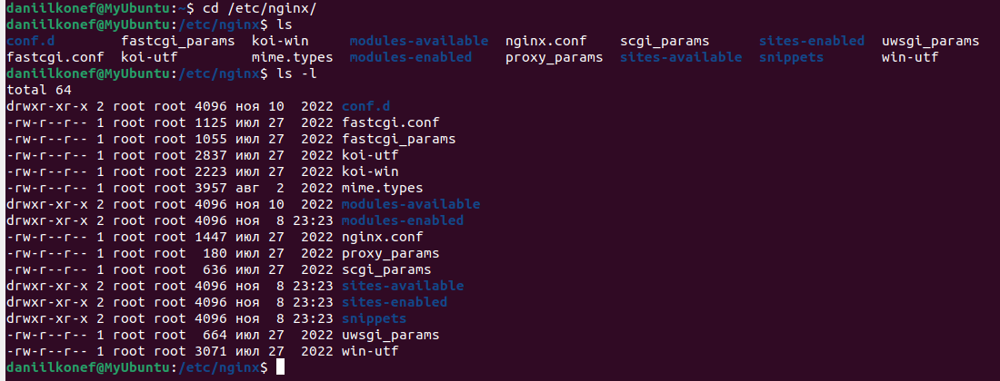 daniilkonef@MyUbuntu:~$ cd /etc/nginx/
daniilkonef@MyUbuntu:/etc/nginx$ ls
conf.d         fastcgi_params  koi-win     modules-available  nginx.conf    scgi_params      sites-enabled  uwsgi_params
fastcgi.conf  koi-utf         mime.types  modules-enabled    proxy_params  sites-available  snippets       win-utf
daniilkonef@MyUbuntu:/etc/nginx$ ls -l
total 64
drwxr-xr-x 2 root root 4096 ноя 10  2022 conf.d
-rw-r--r-- 1 root root 1125 июл 27  2022 fastcgi.conf
-rw-r--r-- 1 root root 1055 июл 27  2022 fastcgi_params
-rw-r--r-- 1 root root 2837 июл 27  2022 koi-utf
-rw-r--r-- 1 root root 2223 июл 27  2022 koi-win
-rw-r--r-- 1 root root 3957 авг  2  2022 mime.types
drwxr-xr-x 2 root root 4096 ноя 10  2022 modules-available
drwxr-xr-x 2 root root 4096 ноя  8 23:23 modules-enabled
-rw-r--r-- 1 root root 1447 июл 27  2022 nginx.conf
-rw-r--r-- 1 root root  180 июл 27  2022 proxy_params
-rw-r--r-- 1 root root  636 июл 27  2022 scgi_params
drwxr-xr-x 2 root root 4096 ноя  8 23:23 sites-available
drwxr-xr-x 2 root root 4096 ноя  8 23:23 sites-enabled
drwxr-xr-x 2 root root 4096 ноя  8 23:23 snippets
-rw-r--r-- 1 root root  664 июл 27  2022 uwsgi_params
-rw-r--r-- 1 root root 3071 июл 27  2022 win-utf
daniilkonef@MyUbuntu:/etc/nginx$